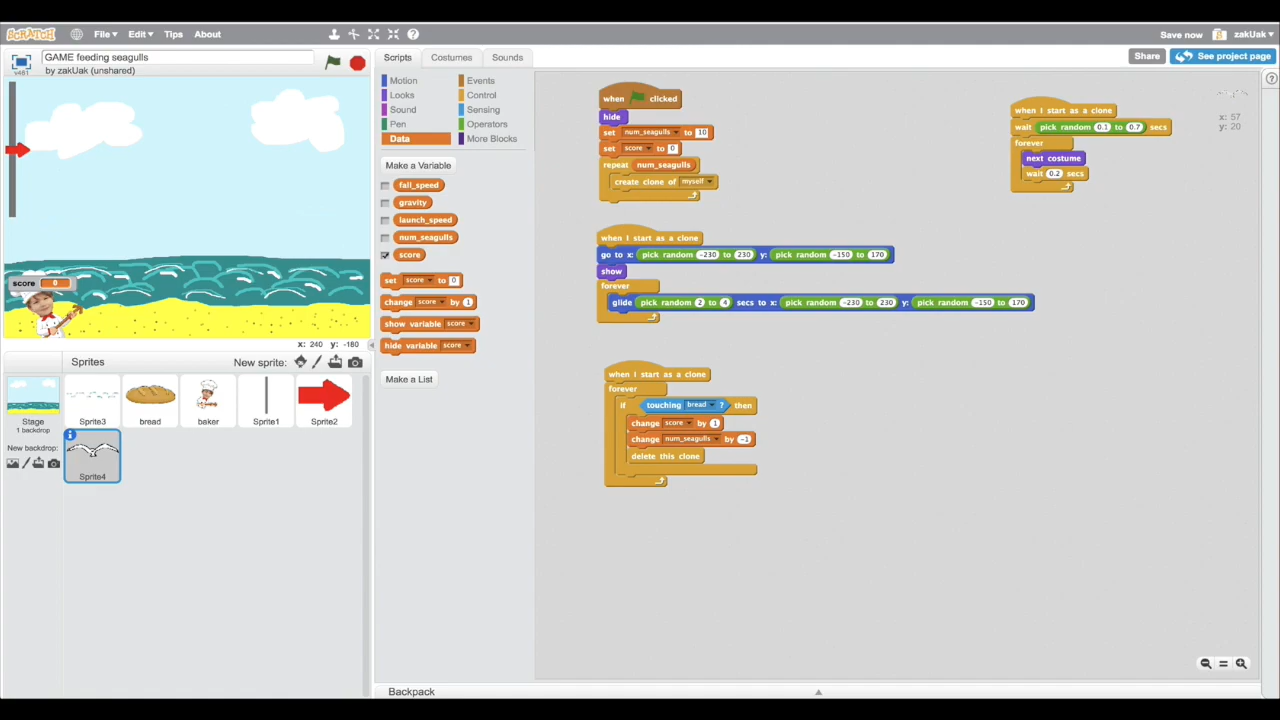 SCRATCH File▾ Edit▾ Tips About Save now zakUak▾
v461 GAME feeding seagulls
by zakUak (unshared)
Scripts Costumes Sounds Share See project page
Motion Events
Looks Control
Sound Sensing
Pen Operators
Data More Blocks
Make a Variable
fall_speed
gravity
launch_speed
num_seagulls
score
set score to 0
change score by 1
show variable score
hide variable score
Make a List
score 0
x: 240 y: -180
Sprites New sprite:
Stage
1 backdrop
New backdrop:
Sprite3
bread
baker
Sprite1
Sprite2
Sprite4
when clicked
hide
set num_seagulls to 10
set score to 0
repeat num_seagulls
create clone of myself
when I start as a clone
go to x: pick random -230 to 230 y: pick random -150 to 170
show
forever
glide pick random 2 to 4 secs to x: pick random -230 to 230 y: pick random -150 to 170
when I start as a clone
forever
if touching bread ? then
change score by 1
change num_seagulls by -1
delete this clone
when I start as a clone
wait pick random 0.1 to 0.7 secs
forever
next costume
wait 0.2 secs
x: 57
y: 20
Backpack